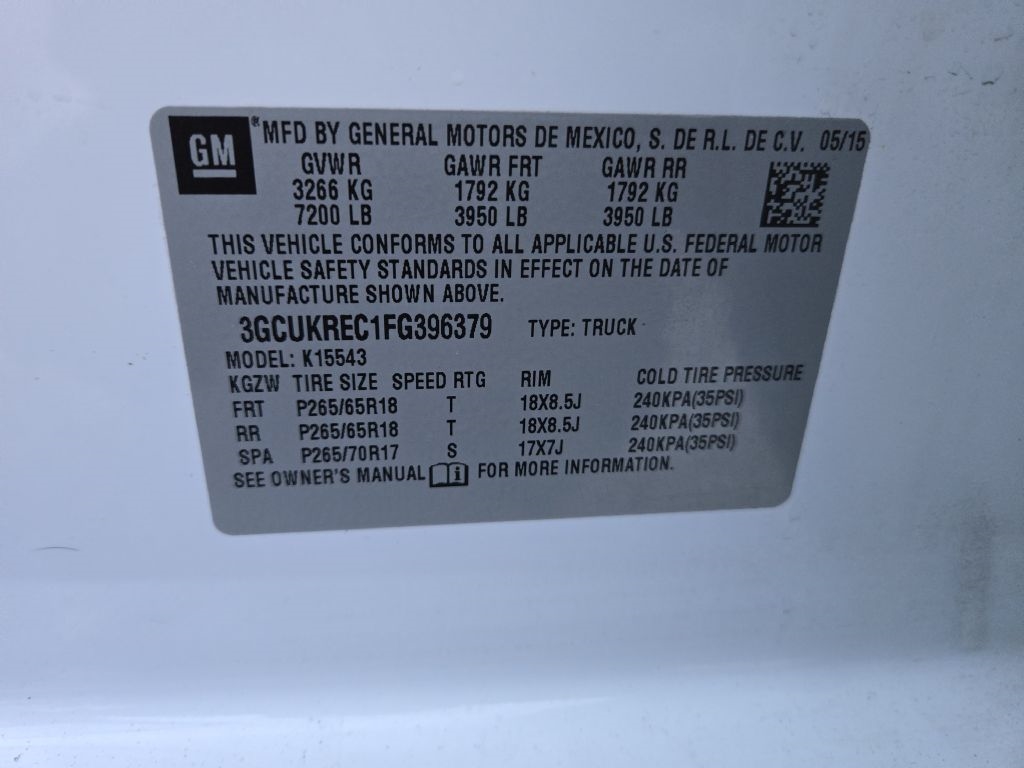 GM ® MFD BY GENERAL MOTORS DE MEXICO, S. DE R.L. DE C.V. 05/15
GVWR GAWR FRT GAWR RR
3266 KG 1792 KG 1792 KG
7200 LB 3950 LB 3950 LB
THIS VEHICLE CONFORMS TO ALL APPLICABLE U.S. FEDERAL MOTOR
VEHICLE SAFETY STANDARDS IN EFFECT ON THE DATE OF
MANUFACTURE SHOWN ABOVE.
3GCUKREC1FG396379 TYPE: TRUCK
MODEL: K15543
KGZW TIRE SIZE SPEED RTG RIM COLD TIRE PRESSURE
FRT P265/65R18 T 18X8.5J 240KPA(35PSI)
RR P265/65R18 T 18X8.5J 240KPA(35PSI)
SPA P265/70R17 S 17X7J 240KPA(35PSI)
SEE OWNER'S MANUAL FOR MORE INFORMATION.